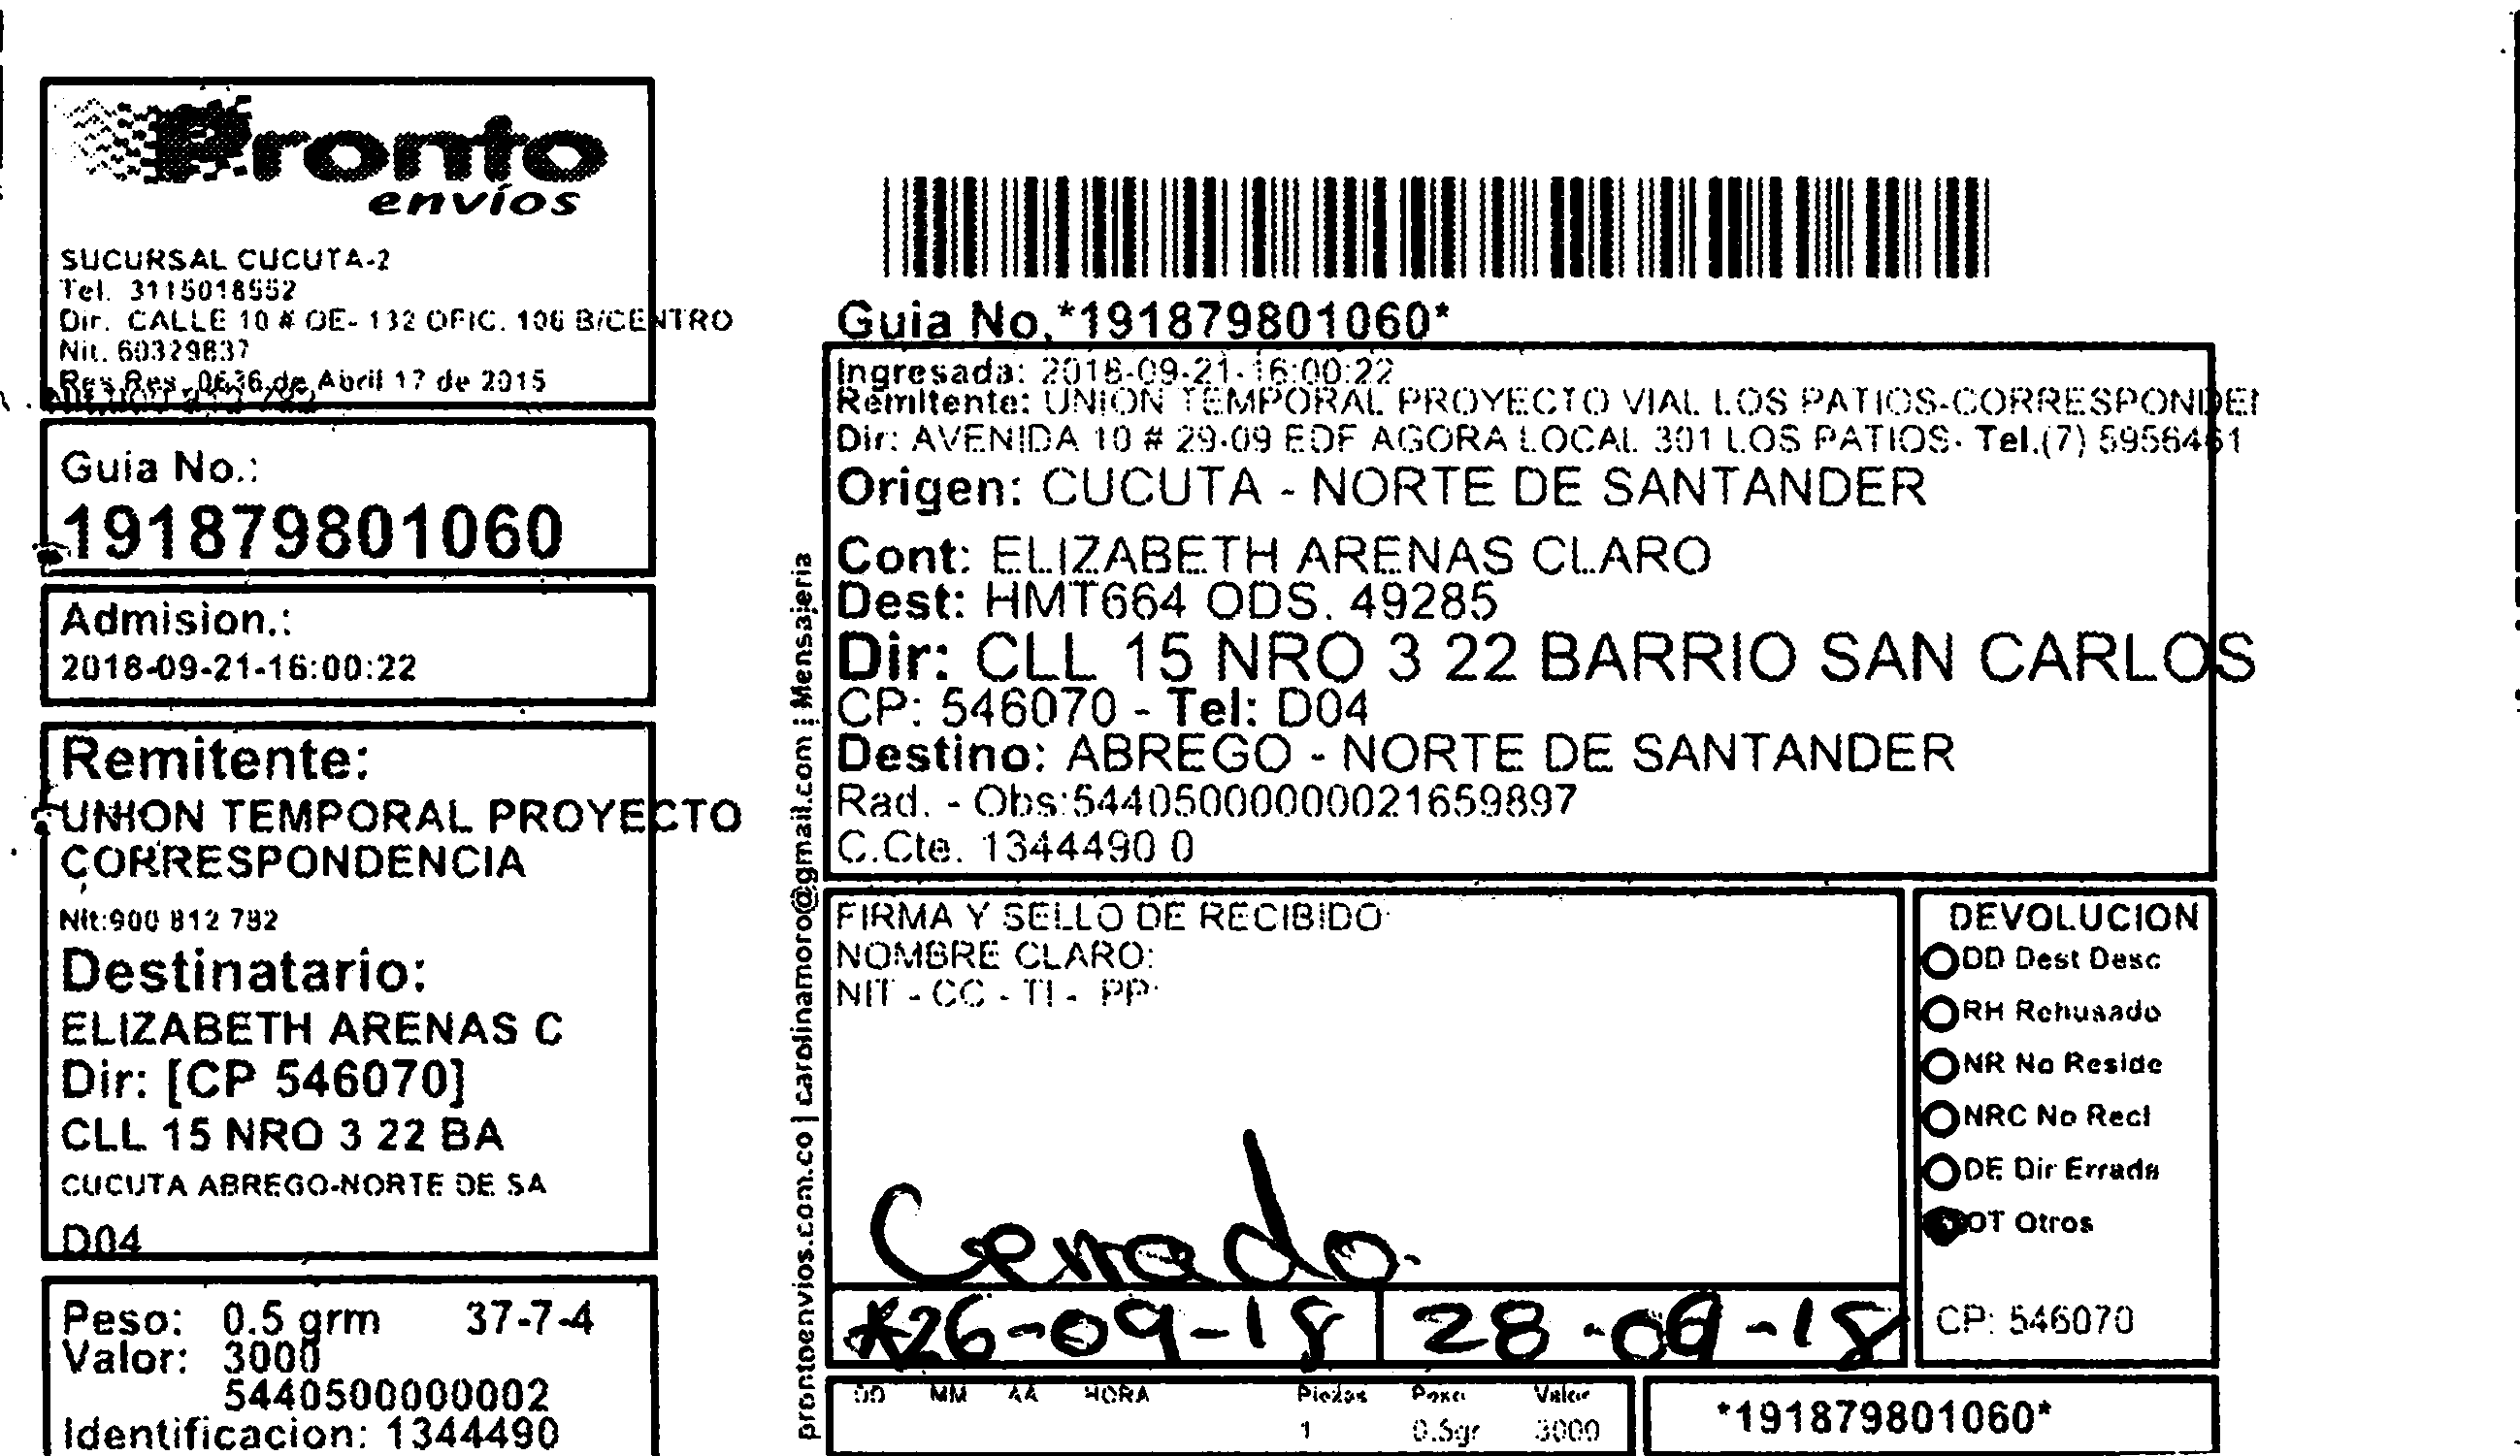 Pronto
envíos
SUCURSAL CUCUTA-2
Tel. 3115018552
Dir. CALLE 10 # OE- 132 OFIC. 106 B/CENTRO
Nit. 60329837
Res Res. 0636 de Abril 17 de 2015
Guia No.:
191879801060
Admision.:
2018-09-21-16:00:22
Remitente:
UNION TEMPORAL PROYECTO
CORRESPONDENCIA
Nit:900 812 782
Destinatario:
ELIZABETH ARENAS C
Dir: [CP 546070]
CLL 15 NRO 3 22 BA
CUCUTA ABREGO-NORTE DE SA
D04
Peso: 0.5 grm 37-7-4
Valor: 3000
5440500000002
Identificacion: 1344490
prontoenvios.com.co | carolinamoro@gmail.com ; Mensajeria
Guia No.*191879801060*
Ingresada: 2018-09-21-16:00:22
Remitente: UNION TEMPORAL PROYECTO VIAL LOS PATIOS-CORRESPONDE
Dir: AVENIDA 10 # 29-09 EDF AGORA LOCAL 301 LOS PATIOS- Tel.(7) 5956461
Origen: CUCUTA - NORTE DE SANTANDER
Cont: ELIZABETH ARENAS CLARO
Dest: HMT664 ODS. 49285
Dir: CLL 15 NRO 3 22 BARRIO SAN CARLOS
CP: 546070 - Tel: D04
Destino: ABREGO - NORTE DE SANTANDER
Rad. - Obs:5440500000021659897
C.Cte. 1344490 0
FIRMA Y SELLO DE RECIBIDO
NOMBRE CLARO:
NIT - CC - TI - PP:
Cerrado.
*26-09-18 28-09-18
DEVOLUCION
DD Dest Desc
RH Rehusado
NR No Reside
NRC No Recl
DE Dir Errada
OT Otros
CP: 546070
DD MM AA HORA Piezas Peso Valor
1 0.5gr 3000
*191879801060*